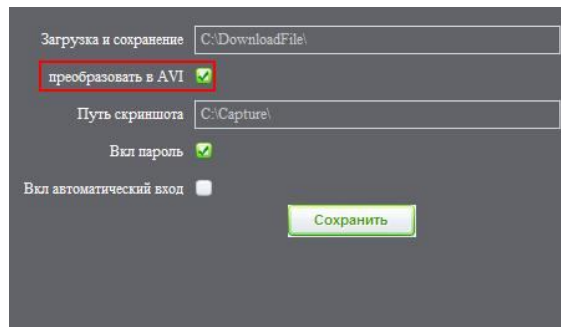 Загрузка и сохранение C:\DownloadFile\
преобразовать в AVI
Путь скриншота C:\Capture\
Вкл пароль
Вкл автоматический вход
Сохранить